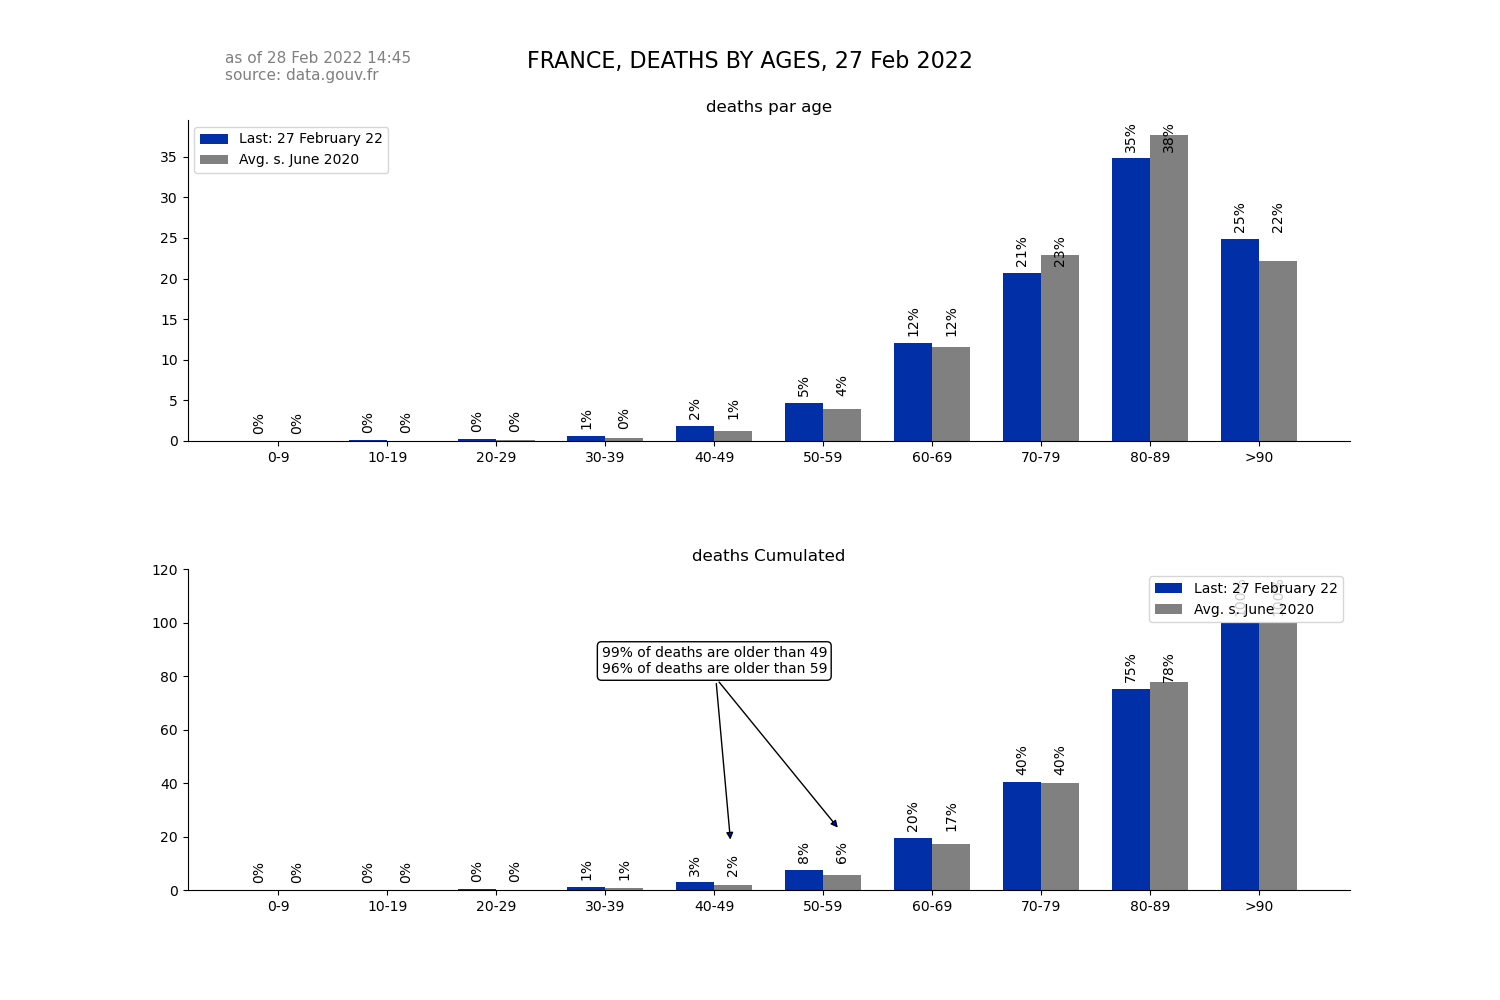 as of 28 Feb 2022 14:45
source: data.gouv.fr
FRANCE, DEATHS BY AGES, 27 Feb 2022
deaths par age
Last: 27 February 22
Avg. s. June 2020
35
30
25
20
15
10
5
0
0% 0% 0% 0% 0% 0% 1% 0% 2% 1% 5% 4% 12% 12% 21% 23% 35% 38% 25% 22%
0-9 10-19 20-29 30-39 40-49 50-59 60-69 70-79 80-89 >90
deaths Cumulated
Last: 27 February 22
Avg. s. June 2020
120
100
80
60
40
20
0
99% of deaths are older than 49
96% of deaths are older than 59
0% 0% 0% 0% 0% 0% 1% 1% 3% 2% 8% 6% 20% 17% 40% 40% 75% 78%
0-9 10-19 20-29 30-39 40-49 50-59 60-69 70-79 80-89 >90